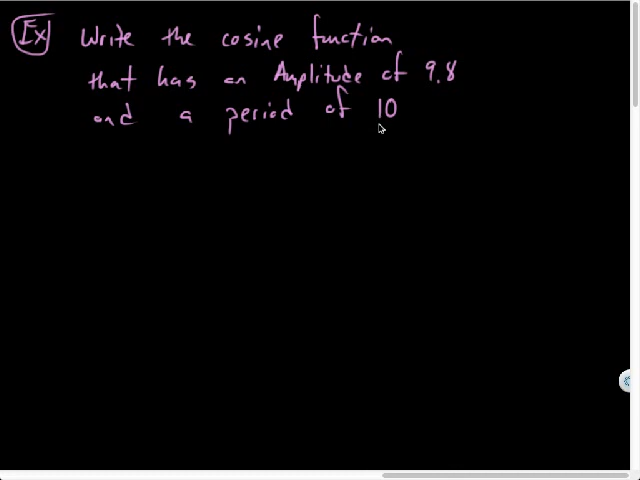 Ex Write the cosine function
that has an Amplitude of 9.8
and a period of 10